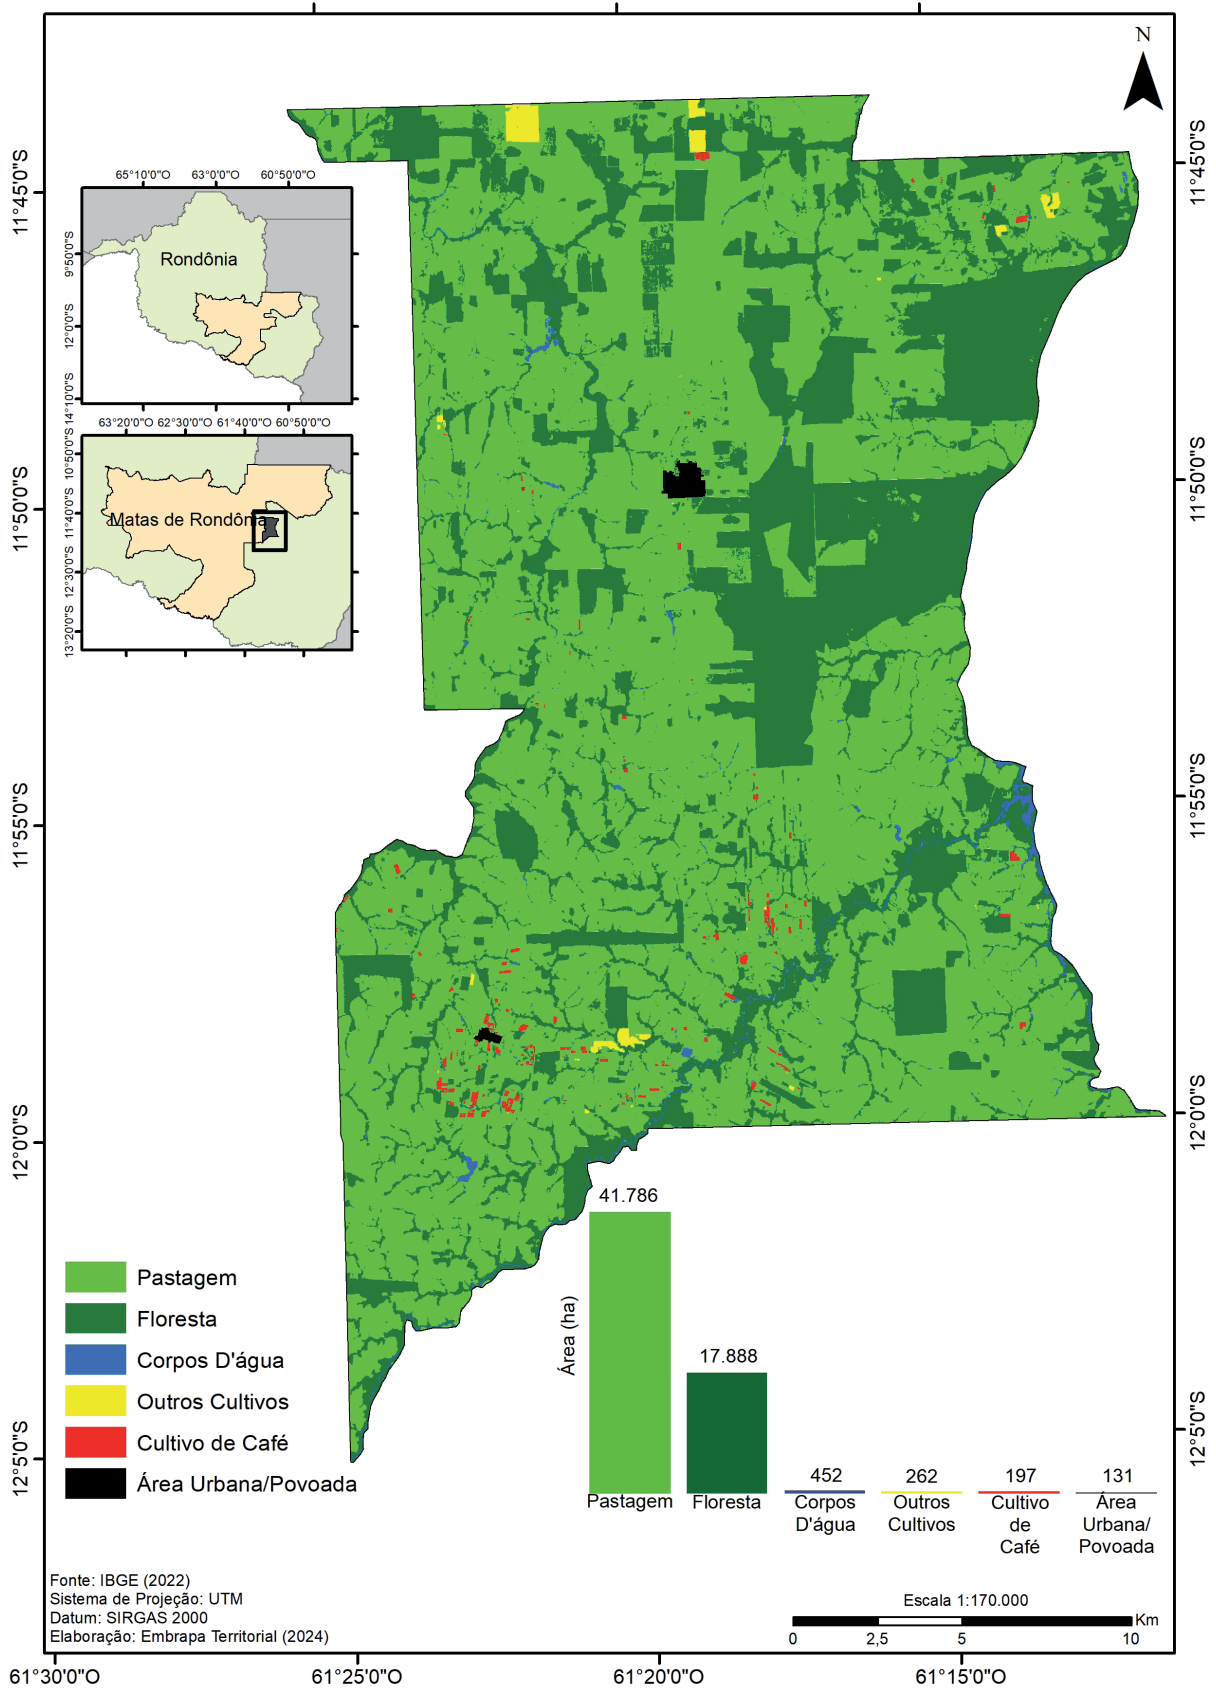 N
11°45'0"S
11°50'0"S
11°55'0"S
12°0'0"S
12°5'0"S
65°10'0"O 63°0'0"O 60°50'0"O
9°50'0"S
12°0'0"S
14°10'0"S
Rondônia
63°20'0"O 62°30'0"O 61°40'0"O 60°50'0"O
10°50'0"S
11°40'0"S
12°30'0"S
13°20'0"S
Matas de Rondônia
11°45'0"S
11°50'0"S
11°55'0"S
12°0'0"S
12°5'0"S
Pastagem
Floresta
Corpos D'água
Outros Cultivos
Cultivo de Café
Área Urbana/Povoada
Área (ha)
41.786
17.888
452
262
197
131
Pastagem
Floresta
Corpos
D'água
Outros
Cultivos
Cultivo
de
Café
Área
Urbana/
Povoada
Fonte: IBGE (2022)
Sistema de Projeção: UTM
Datum: SIRGAS 2000
Elaboração: Embrapa Territorial (2024)
Escala 1:170.000
Km
0 2,5 5 10
61°30'0"O 61°25'0"O 61°20'0"O 61°15'0"O